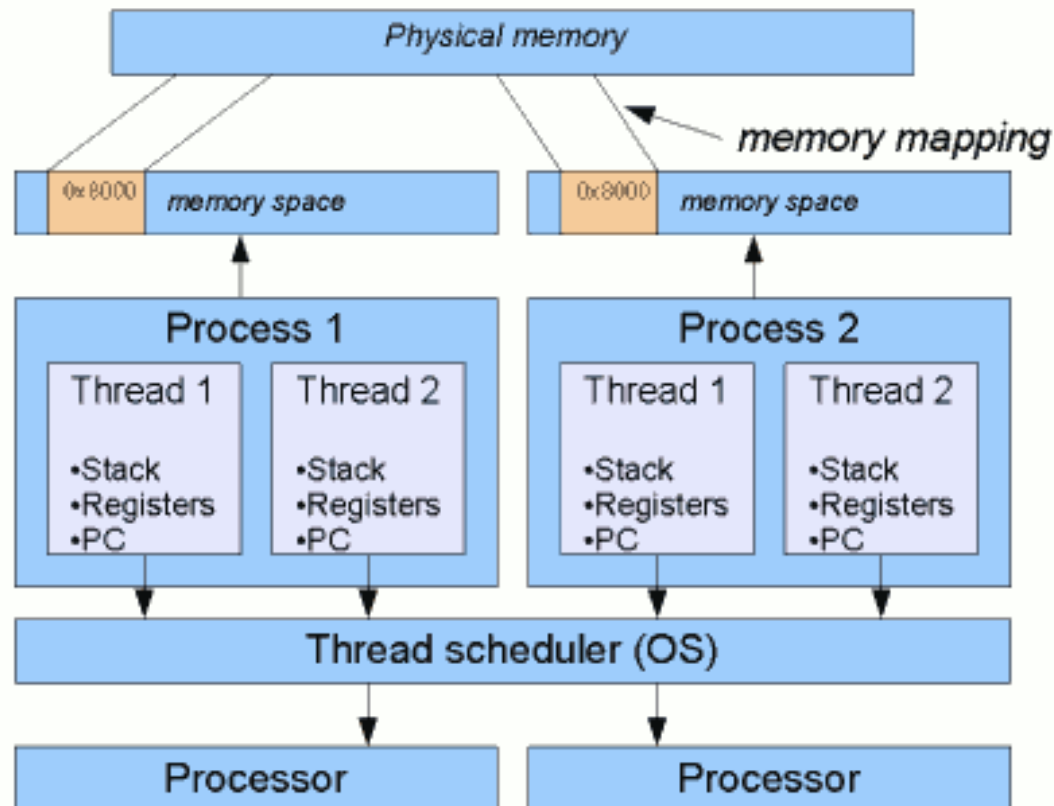 Physical memory
memory mapping
0x8000
memory space
0x8000
memory space
Process 1
Process 2
Thread 1
•Stack
•Registers
•PC
Thread 2
•Stack
•Registers
•PC
Thread 1
•Stack
•Registers
•PC
Thread 2
•Stack
•Registers
•PC
Thread scheduler (OS)
Processor
Processor